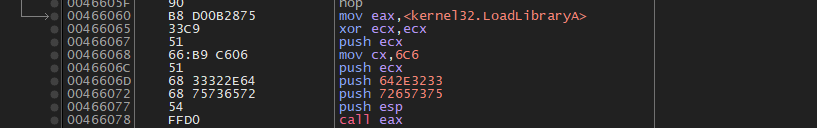 0046605F 90 nop
00466060 B8 D00B2875 mov eax,<kernel32.LoadLibraryA>
00466065 33C9 xor ecx,ecx
00466067 51 push ecx
00466068 66:B9 C606 mov cx,6C6
0046606C 51 push ecx
0046606D 68 33322E64 push 642E3233
00466072 68 75736572 push 72657375
00466077 54 push esp
00466078 FFD0 call eax